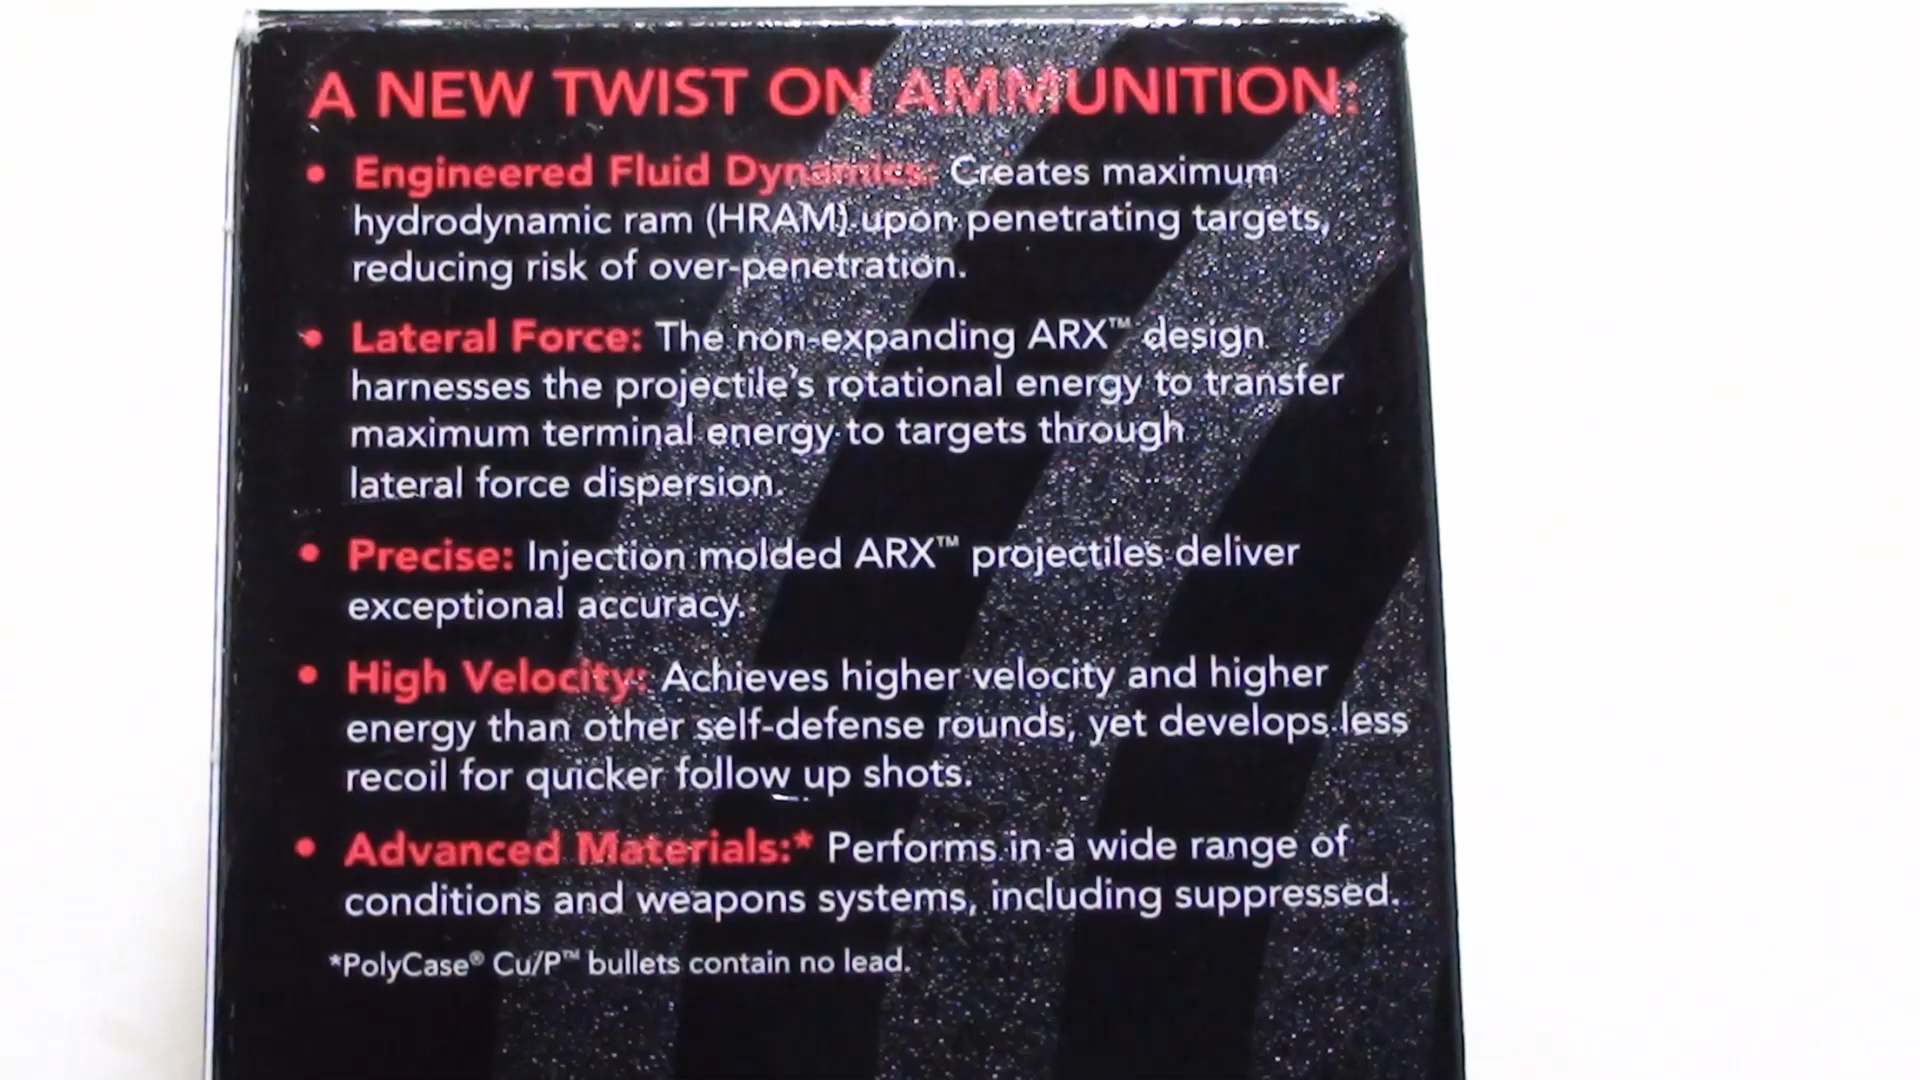 A NEW TWIST ON AMMUNITION:
• Engineered Fluid Dynamics: Creates maximum
hydrodynamic ram (HRAM) upon penetrating targets,
reducing risk of over-penetration.
• Lateral Force: The non-expanding ARX™ design
harnesses the projectile's rotational energy to transfer
maximum terminal energy to targets through
lateral force dispersion.
• Precise: Injection molded ARX™ projectiles deliver
exceptional accuracy.
• High Velocity: Achieves higher velocity and higher
energy than other self-defense rounds, yet develops less
recoil for quicker follow up shots.
• Advanced Materials:* Performs in a wide range of
conditions and weapons systems, including suppressed.
*PolyCase® Cu/P™ bullets contain no lead.